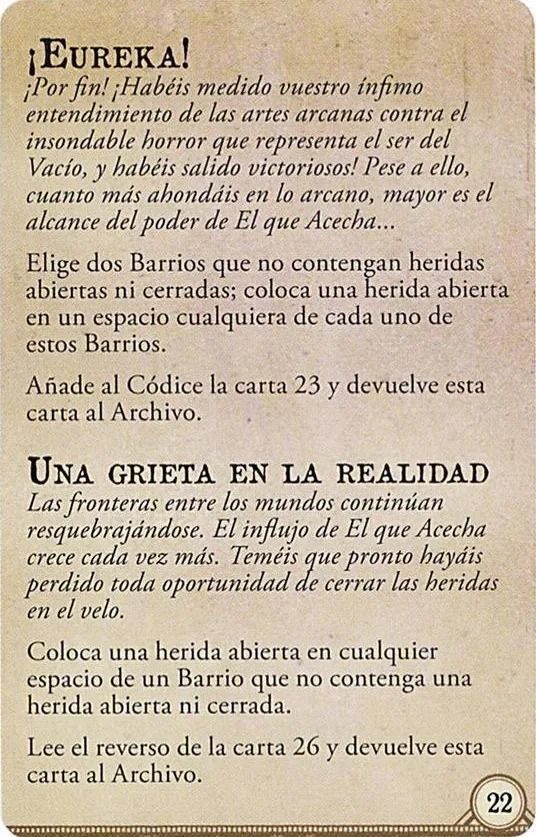 ¡Eureka!
¡Por fin! ¡Habéis medido vuestro ínfimo
entendimiento de las artes arcanas contra el
insondable horror que representa el ser del
Vacío, y habéis salido victoriosos! Pese a ello,
cuanto más ahondáis en lo arcano, mayor es el
alcance del poder de El que Acecha...
Elige dos Barrios que no contengan heridas
abiertas ni cerradas; coloca una herida abierta
en un espacio cualquiera de cada uno de
estos Barrios.
Añade al Códice la carta 23 y devuelve esta
carta al Archivo.
Una grieta en la realidad
Las fronteras entre los mundos continúan
resquebrajándose. El influjo de El que Acecha
crece cada vez más. Teméis que pronto hayáis
perdido toda oportunidad de cerrar las heridas
en el velo.
Coloca una herida abierta en cualquier
espacio de un Barrio que no contenga una
herida abierta ni cerrada.
Lee el reverso de la carta 26 y devuelve esta
carta al Archivo.
22